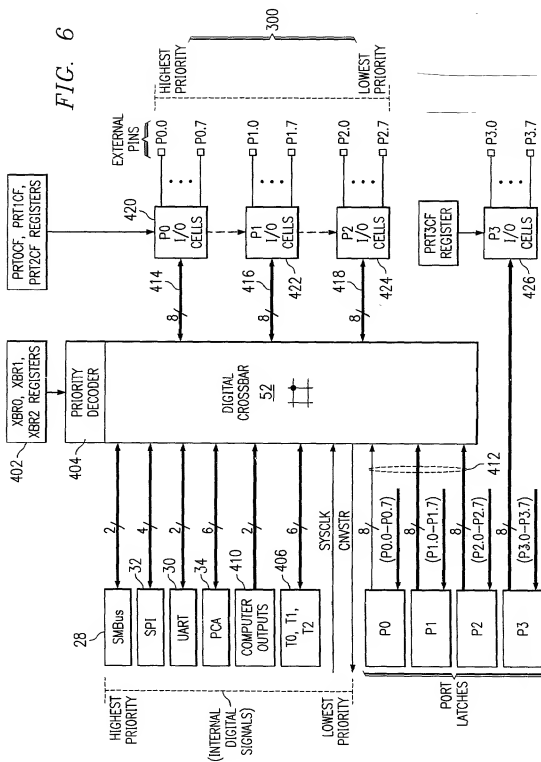 FIG. 6
300
HIGHEST
PRIORITY
LOWEST
PRIORITY
EXTERNAL
PINS
PRT0CF, PRT1CF,
PRT2CF REGISTERS
420
P0
I/O
CELLS
P0.0
P0.7
P1
I/O
CELLS
422
P1.0
P1.7
P2
I/O
CELLS
424
P2.0
P2.7
PRT3CF
REGISTER
P3
I/O
CELLS
426
P3.0
P3.7
414
8
416
8
418
8
XBR0, XBR1,
XBR2 REGISTERS
402
PRIORITY
DECODER
404
DIGITAL
CROSSBAR
52
HIGHEST
PRIORITY
(INTERNAL
DIGITAL
SIGNALS)
LOWEST
PRIORITY
28
SMBus
2
32
SPI
4
30
UART
2
34
PCA
6
410
COMPUTER
OUTPUTS
2
406
T0, T1,
T2
6
SYSCLK
CNVSTR
412
PORT
LATCHES
P0
8
(P0.0-P0.7)
P1
8
(P1.0-P1.7)
P2
8
(P2.0-P2.7)
P3
8
(P3.0-P3.7)